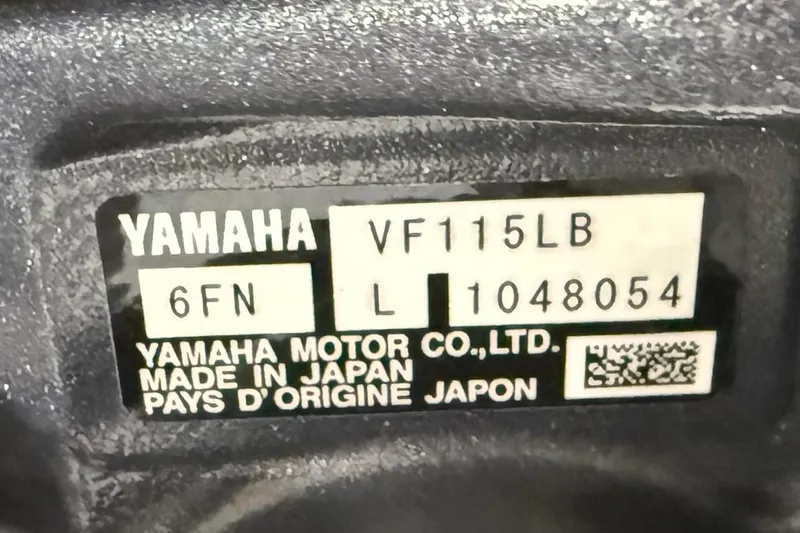 YAMAHA VF115LB
6FN L 1048054
YAMAHA MOTOR CO.,LTD.
MADE IN JAPAN
PAYS D'ORIGINE JAPON